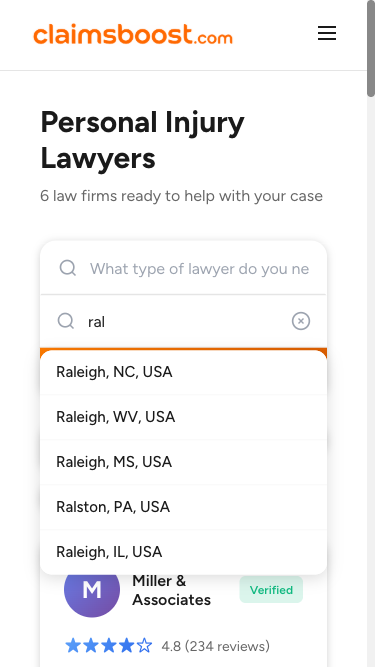 claimsboost.com
Personal Injury
Lawyers
6 law firms ready to help with your case
What type of lawyer do you ne
ral
Raleigh, NC, USA
Raleigh, WV, USA
Raleigh, MS, USA
Ralston, PA, USA
Raleigh, IL, USA
M
Miller &
Associates
Verified
4.8 (234 reviews)